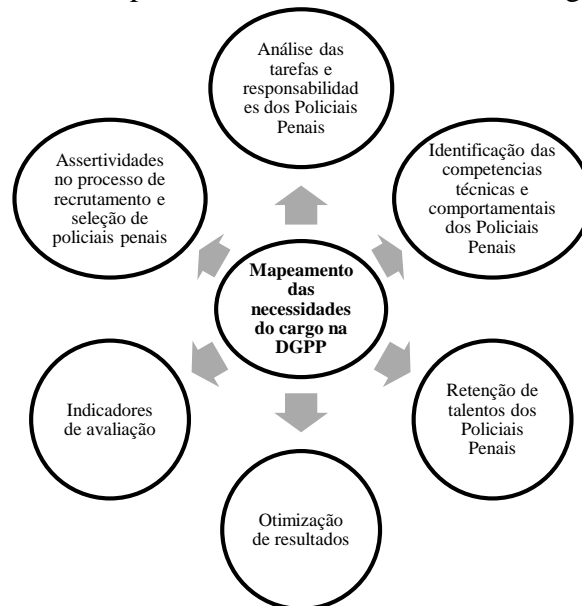 Análise das
tarefas e
responsabilidad
es dos Policiais
Penais
Identificação das
competencias
técnicas e
comportamentais
dos Policiais
Penais
Retenção de
talentos dos
Policiais
Penais
Otimização
de resultados
Indicadores
de avaliação
Assertividades
no processo de
recrutamento e
seleção de
policiais penais
Mapeamento
das
necessidades
do cargo na
DGPP